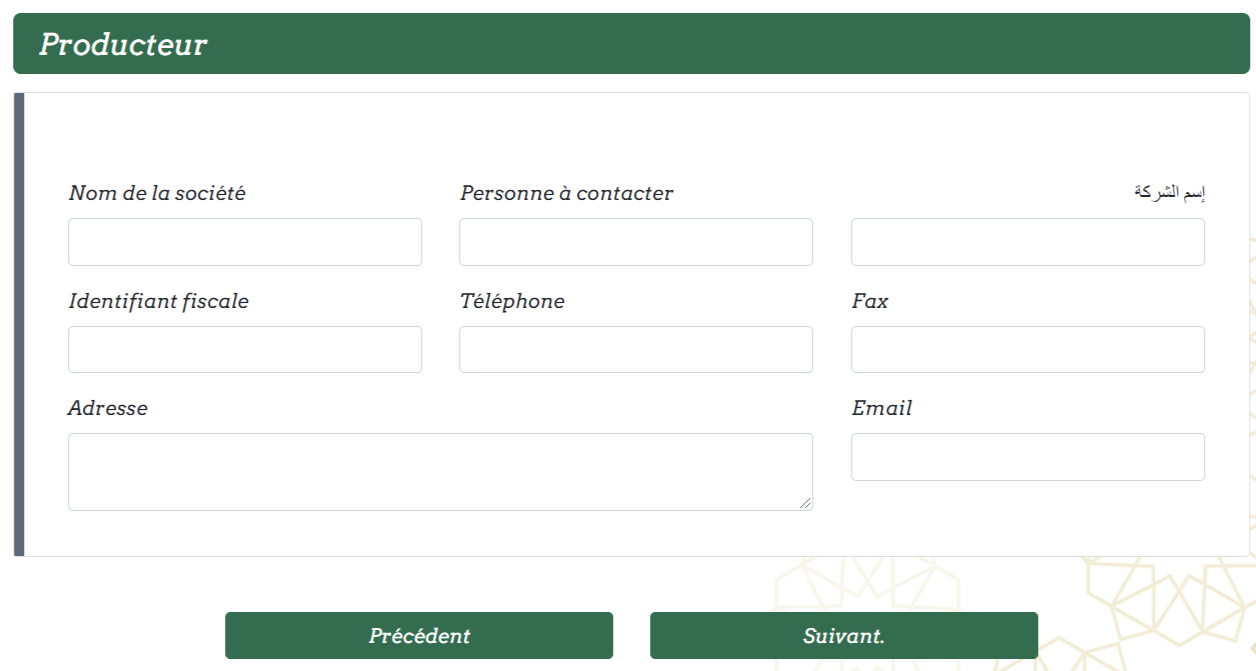 Producteur
Nom de la société
Personne à contacter
إسم الشركة
Identifiant fiscale
Téléphone
Fax
Adresse
Email
Précédent
Suivant.